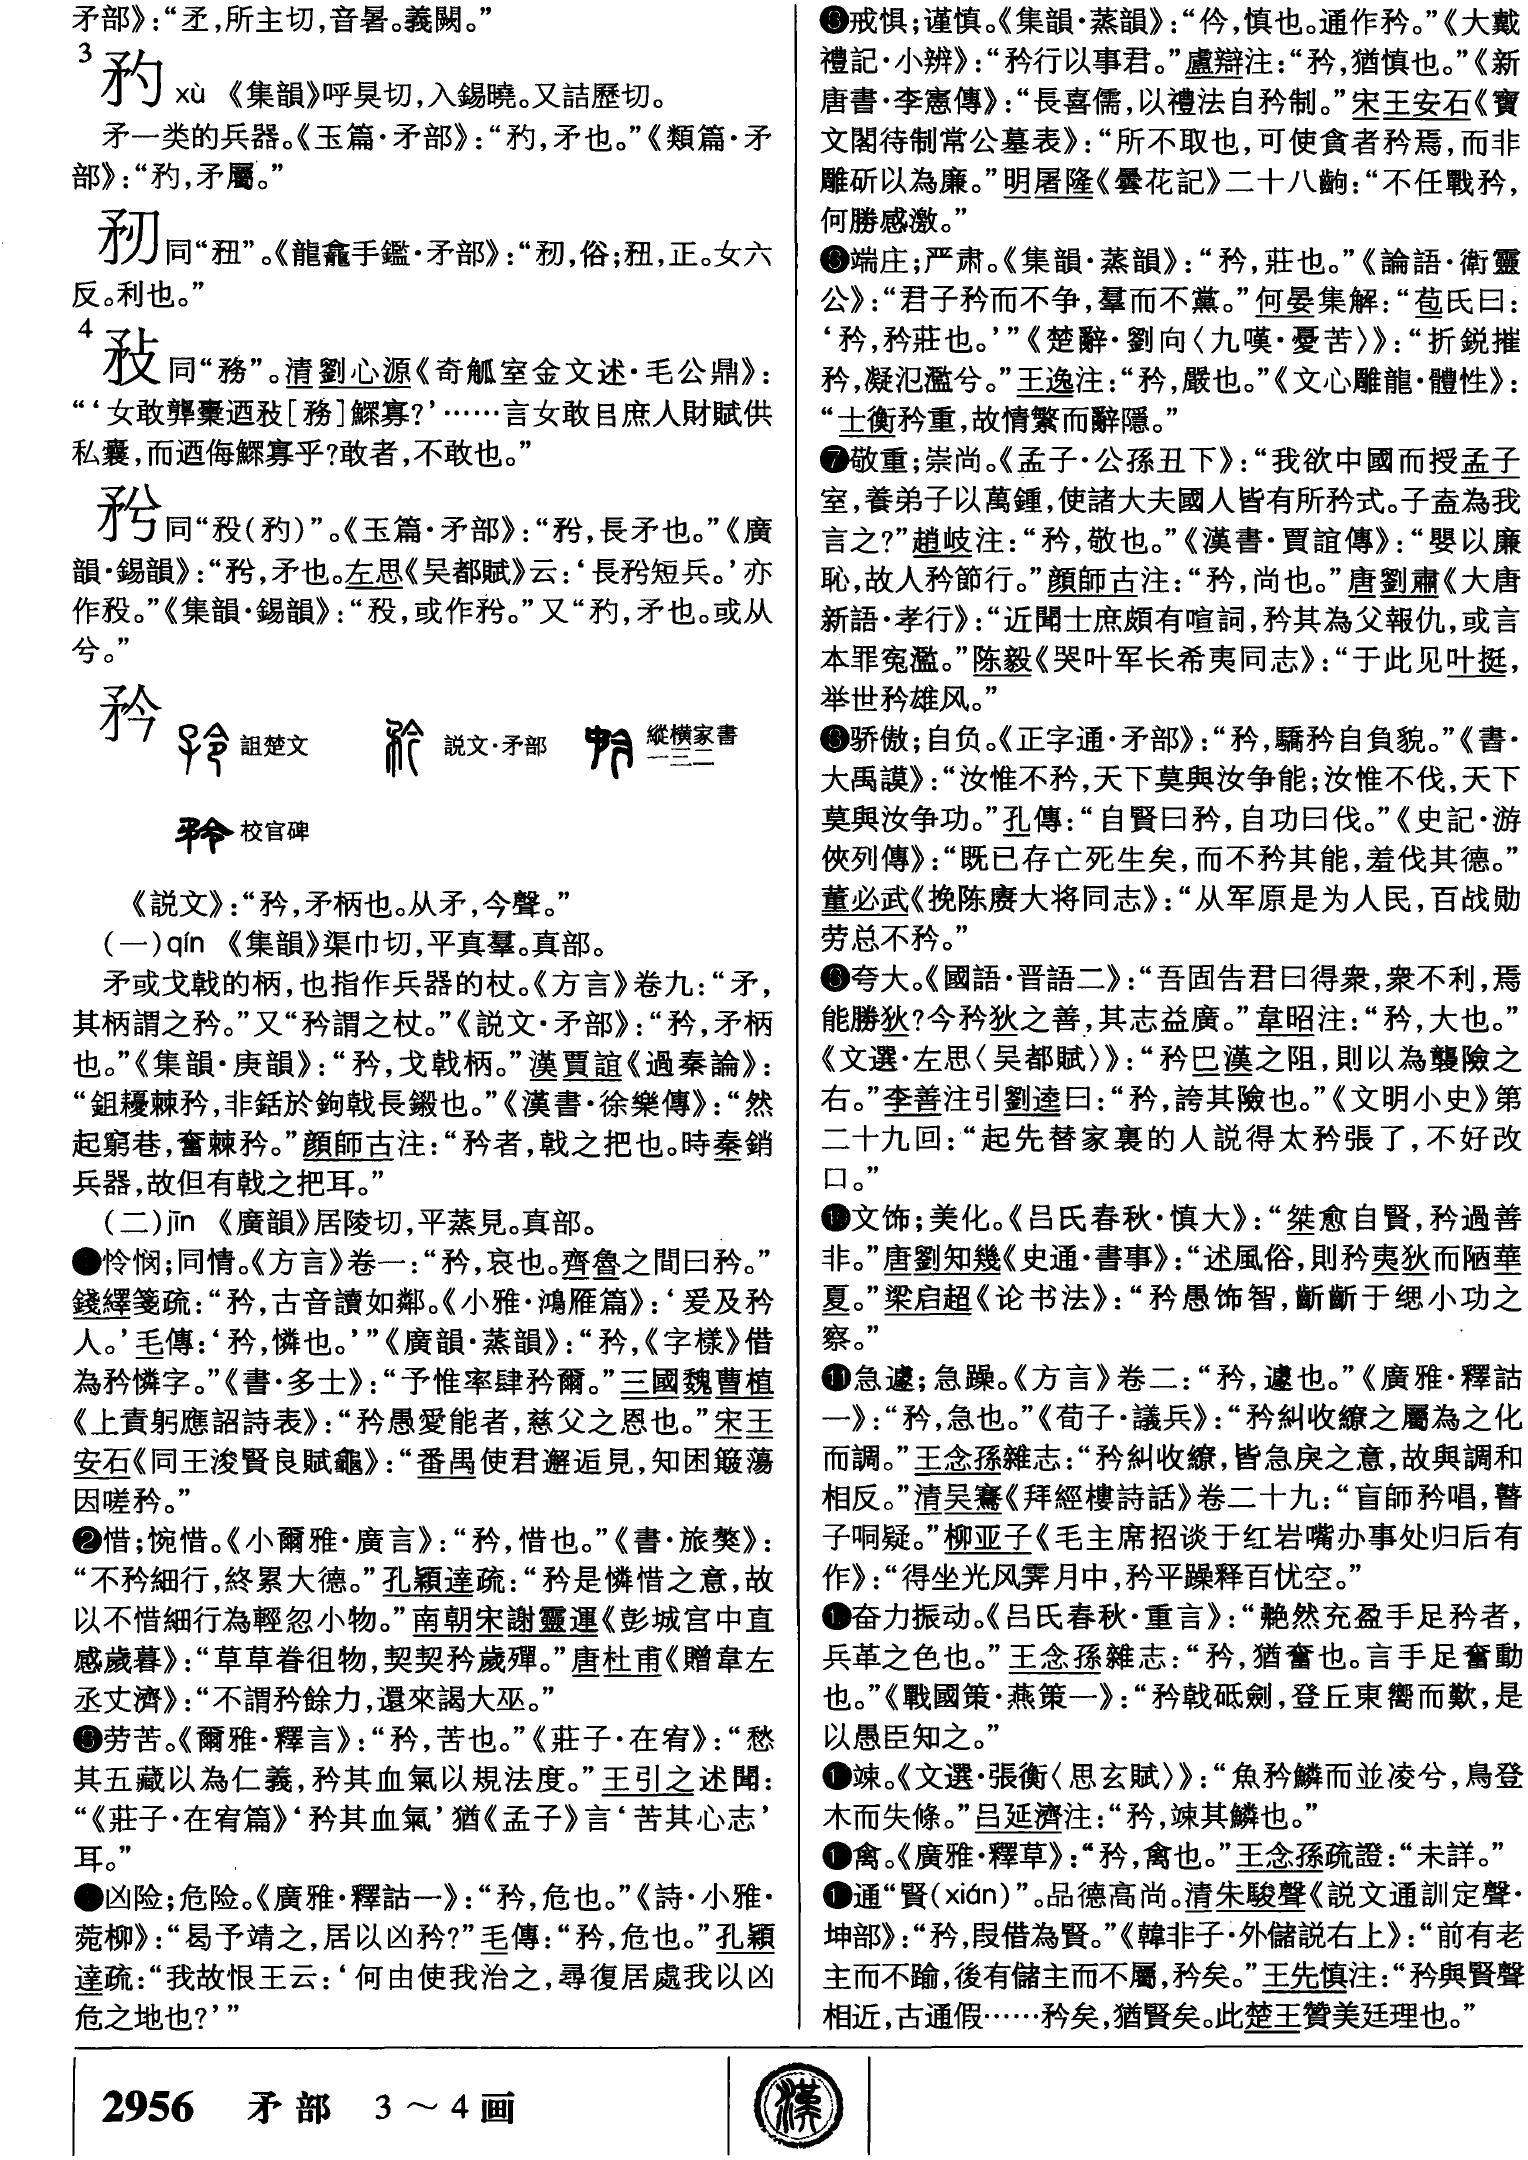 矛部》：“䂇，所主切，音暑。義闕。”
3
矛勺 xù 《集韻》呼狊切，入錫曉。又詰歷切。
矛一类的兵器。《玉篇·矛部》：“䂆，矛也。”《類篇·矛
部》：“䂆，矛屬。”
同“䂇”。《龍龕手鑑·矛部》：“，俗；，正。女六
反。利也。”
4
敄 同“務”。清劉心源《奇觚室金文述·毛公鼎》：
“‘女敢龏橐迺敄［務］鰥寡？’……言女敢㠯庶人財賦供
私囊，而迺侮鰥寡乎？敢者，不敢也。”
同“（）”。《玉篇·矛部》：“，長矛也。”《廣
韻·錫韻》：“，矛也。左思《吴都賦》云：‘長短兵。’亦
作。”《集韻·錫韻》：“，或作。”又“，矛也。或从
兮。”
矜 詛楚文 説文·矛部 縱横家書
一三二
校官碑
《説文》：“矜，矛柄也。从矛，今聲。”
（一）qín 《集韻》渠巾切，平真羣。真部。
矛或戈戟的柄，也指作兵器的杖。《方言》卷九：“矛，
其柄謂之矜。”又“矜謂之杖。”《説文·矛部》：“矜，矛柄
也。”《集韻·庚韻》：“矜，戈戟柄。”漢賈誼《過秦論》：
“鉏耰棘矜，非銛於鉤戟長鎩也。”《漢書·徐樂傳》：“然
起窮巷，奮棘矜。”顔師古注：“矜者，戟之把也。時秦銷
兵器，故但有戟之把耳。”
（二）jīn 《廣韻》居陵切，平蒸見。真部。
❶怜悯；同情。《方言》卷一：“矜，哀也。齊魯之間曰矜。”
錢繹箋疏：“矜，古音讀如鄰。《小雅·鴻雁篇》：‘爰及矜
人。’毛傳：‘矜，憐也。’”《廣韻·蒸韻》：“矜，《字樣》借
為矜憐字。”《書·多士》：“予惟率肆矜爾。”三國魏曹植
《上責躬應詔詩表》：“矜愚愛能者，慈父之恩也。”宋王
安石《同王浚賢良賦龜》：“番禺使君邂逅見，知困簸蕩
因嗟矜。”
❷惜；惋惜。《小爾雅·廣言》：“矜，惜也。”《書·旅獒》：
“不矜細行，終累大德。”孔穎達疏：“矜是憐惜之意，故
以不惜細行為輕忽小物。”南朝宋謝靈運《彭城宫中直
感歲暮》：“草草眷徂物，契契矜歲殫。”唐杜甫《贈韋左
丞丈濟》：“不謂矜餘力，還來謁大巫。”
❸劳苦。《爾雅·釋言》：“矜，苦也。”《莊子·在宥》：“愁
其五藏以為仁義，矜其血氣以規法度。”王引之述聞：
“《莊子·在宥篇》‘矜其血氣’猶《孟子》言‘苦其心志’
耳。”
❹凶险；危险。《廣雅·釋詁一》：“矜，危也。”《詩·小雅·
菀柳》：“曷予靖之，居以凶矜？”毛傳：“矜，危也。”孔穎
達疏：“我故恨王云：‘何由使我治之，尋復居處我以凶
危之地也？’”
❺戒惧；谨慎。《集韻·蒸韻》：“㑋，慎也。通作矜。”《大戴
禮記·小辨》：“矜行以事君。”盧辯注：“矜，猶慎也。”《新
唐書·李憲傳》：“長喜儒，以禮法自矜制。”宋王安石《寶
文閣待制常公墓表》：“所不取也，可使貪者矜焉，而非
雕斫以為廉。”明屠隆《曇花記》二十八齣：“不任戰矜，
何勝感激。”
❻端庄；严肃。《集韻·蒸韻》：“矜，莊也。”《論語·衛靈
公》：“君子矜而不争，羣而不黨。”何晏集解：“苞氏曰：
‘矜，矜莊也。’”《楚辭·劉向〈九嘆·憂苦〉》：“折鋭摧
矜，凝氾濫兮。”王逸注：“矜，嚴也。”《文心雕龍·體性》：
“士衡矜重，故情繁而辭隱。”
❼敬重；崇尚。《孟子·公孫丑下》：“我欲中國而授孟子
室，養弟子以萬鍾，使諸大夫國人皆有所矜式。子盍為我
言之？”趙岐注：“矜，敬也。”《漢書·賈誼傳》：“嬰以廉
恥，故人矜節行。”顔師古注：“矜，尚也。”唐劉肅《大唐
新語·孝行》：“近聞士庶頗有喧詞，矜其為父報仇，或言
本罪寃濫。”陈毅《哭叶军长希夷同志》：“于此见叶挺，
举世矜雄风。”
❽骄傲；自负。《正字通·矛部》：“矜，驕矜自負貌。”《書·
大禹謨》：“汝惟不矜，天下莫與汝争能；汝惟不伐，天下
莫與汝争功。”孔傳：“自賢曰矜，自功曰伐。”《史記·游
俠列傳》：“既已存亡死生矣，而不矜其能，羞伐其德。”
董必武《挽陈赓大将同志》：“从军原是为人民，百战勋
劳总不矜。”
❾夸大。《國語·晋語二》：“吾固告君曰得衆，衆不利，焉
能勝狄？今矜狄之善，其志益廣。”韋昭注：“矜，大也。”
《文選·左思〈吴都賦〉》：“矜巴漢之阻，則以為襲險之
右。”李善注引劉逵曰：“矜，誇其險也。”《文明小史》第
二十九回：“起先替家裏的人説得太矜張了，不好改
口。”
❿文饰；美化。《吕氏春秋·慎大》：“桀愈自賢，矜過善
非。”唐劉知幾《史通·書事》：“述風俗，則矜夷狄而陋華
夏。”梁启超《论书法》：“矜愚饰智，齗齗于缌小功之
察。”
⓫急遽；急躁。《方言》卷二：“矜，遽也。”《廣雅·釋詁
一》：“矜，急也。”《荀子·議兵》：“矜糾收繚之屬為之化
而調。”王念孫雜志：“矜糾收繚，皆急戾之意，故與調和
相反。”清吴騫《拜經樓詩話》卷二十九：“盲師矜唱，瞽
子哃疑。”柳亚子《毛主席招谈于红岩嘴办事处归后有
作》：“得坐光风霁月中，矜平躁释百忧空。”
⓬奋力振动。《吕氏春秋·重言》：“艴然充盈手足矜者，
兵革之色也。”王念孫雜志：“矜，猶奮也。言手足奮動
也。”《戰國策·燕策一》：“矜戟砥劍，登丘東嚮而歎，是
以愚臣知之。”
⓭竦。《文選·張衡〈思玄賦〉》：“魚矜鱗而並凌兮，鳥登
木而失條。”吕延濟注：“矜，竦其鱗也。”
⓮禽。《廣雅·釋草》：“矜，禽也。”王念孫疏證：“未詳。”
⓯通“賢（xián）”。品德高尚。清朱駿聲《説文通訓定聲·
坤部》：“矜，叚借為賢。”《韓非子·外儲説右上》：“前有老
主而不踰，後有儲主而不屬，矜矣。”王先慎注：“矜與賢聲
相近，古通假……矜矣，猶賢矣。此楚王贊美廷理也。”
2956 矛部 3～4画
漢